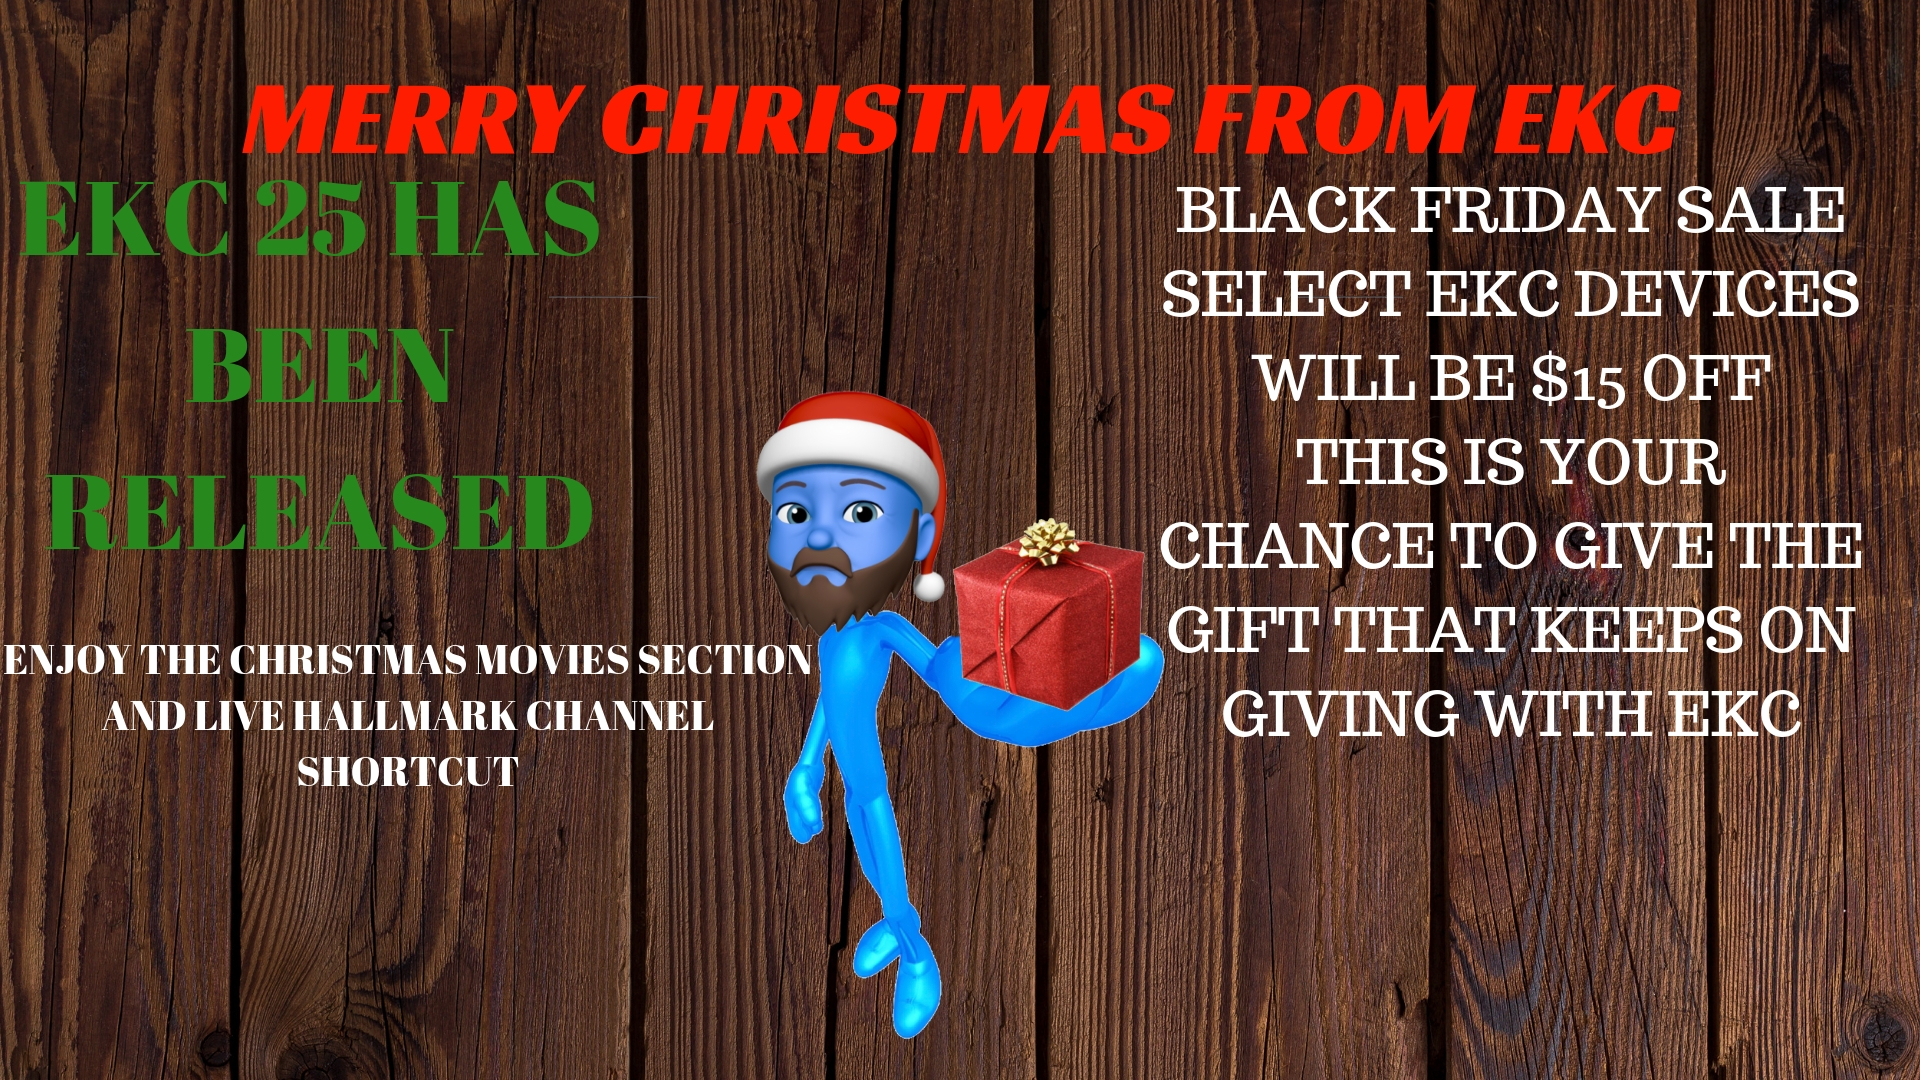 MERRY CHRISTMAS FROM EKC
EKC 25 HAS
BEEN
RELEASED
ENJOY THE CHRISTMAS MOVIES SECTION
AND LIVE HALLMARK CHANNEL
SHORTCUT
BLACK FRIDAY SALE
SELECT EKC DEVICES
WILL BE $15 OFF
THIS IS YOUR
CHANCE TO GIVE THE
GIFT THAT KEEPS ON
GIVING WITH EKC